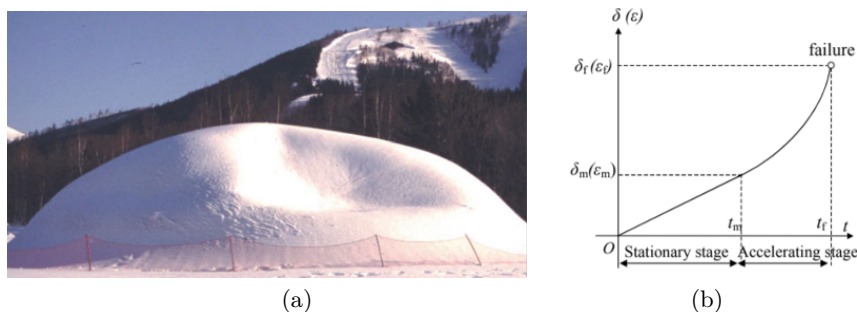 δ (ε)
failure
δf(εf)
δm(εm)
tm
tf
t
O
Stationary stage
Accelerating stage
(a)
(b)